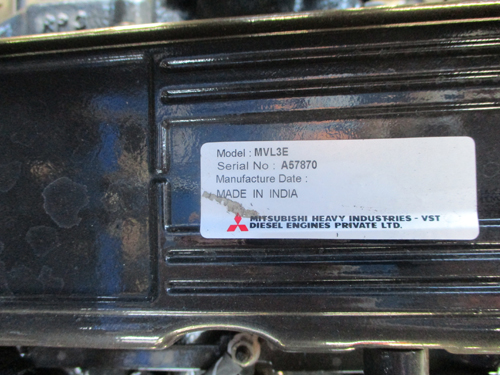 Model : MVL3E
Serial No : A57870
Manufacture Date :
MADE IN INDIA
MITSUBISHI HEAVY INDUSTRIES - VST
DIESEL ENGINES PRIVATE LTD.